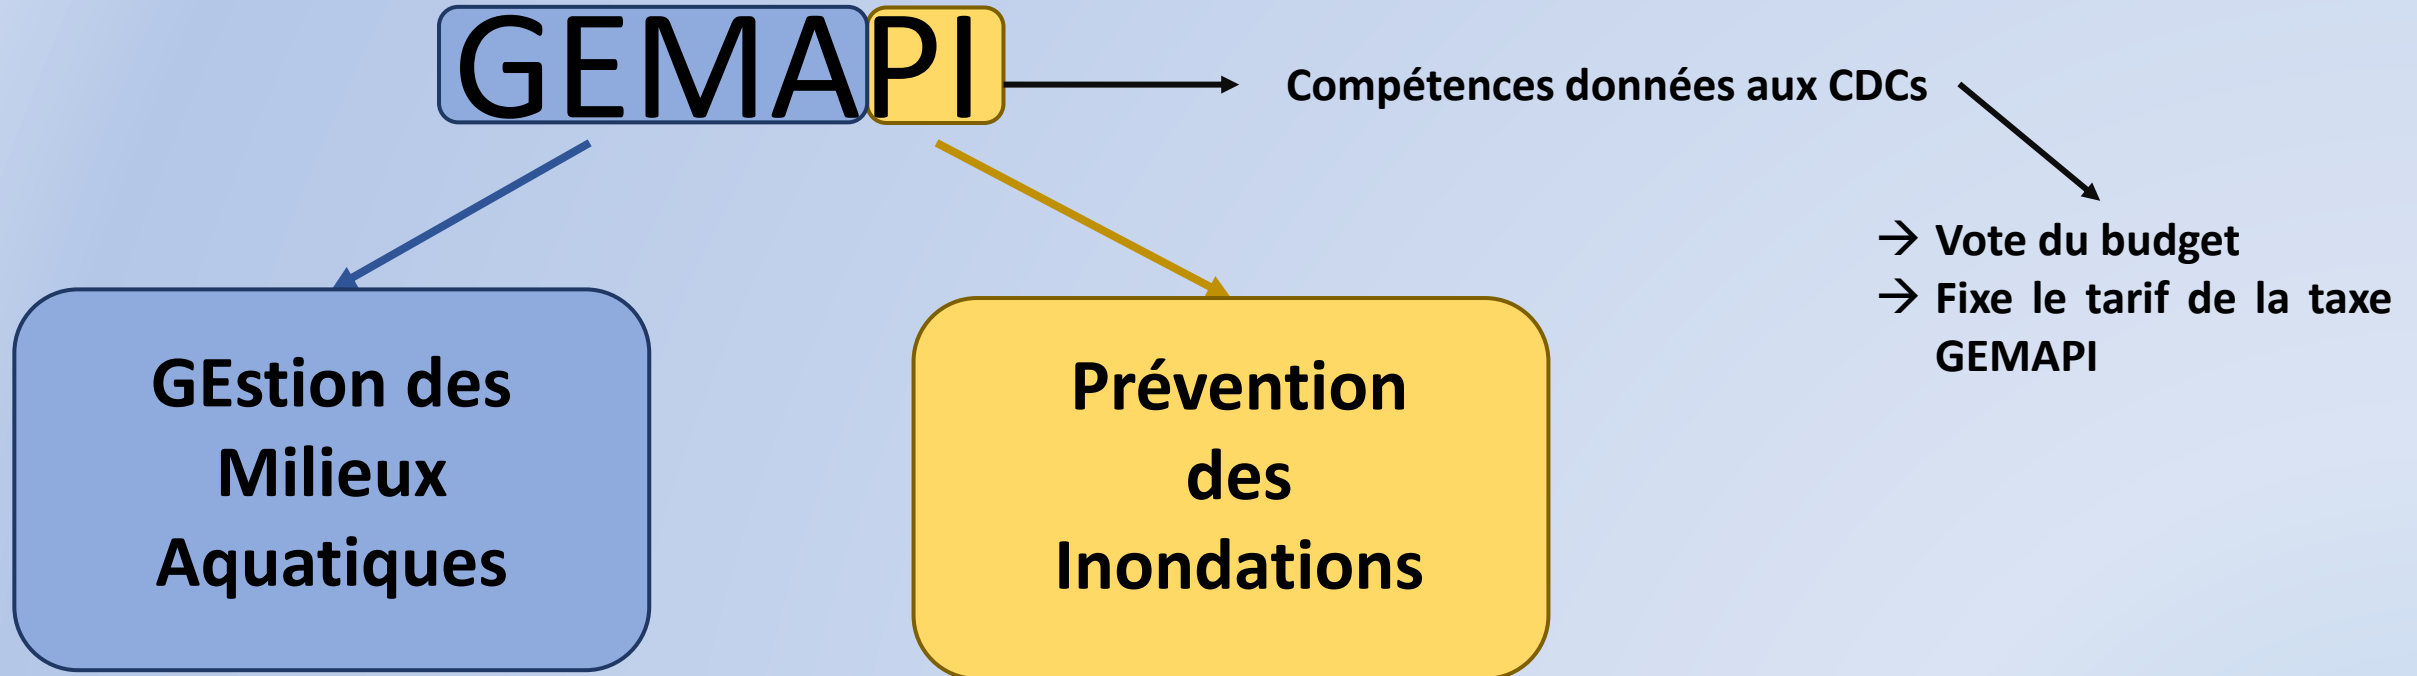 GEMAPI
Compétences données aux CDCs
→ Vote du budget
→ Fixe le tarif de la taxe
GEMAPI
GEstion des
Milieux
Aquatiques
Prévention
des
Inondations